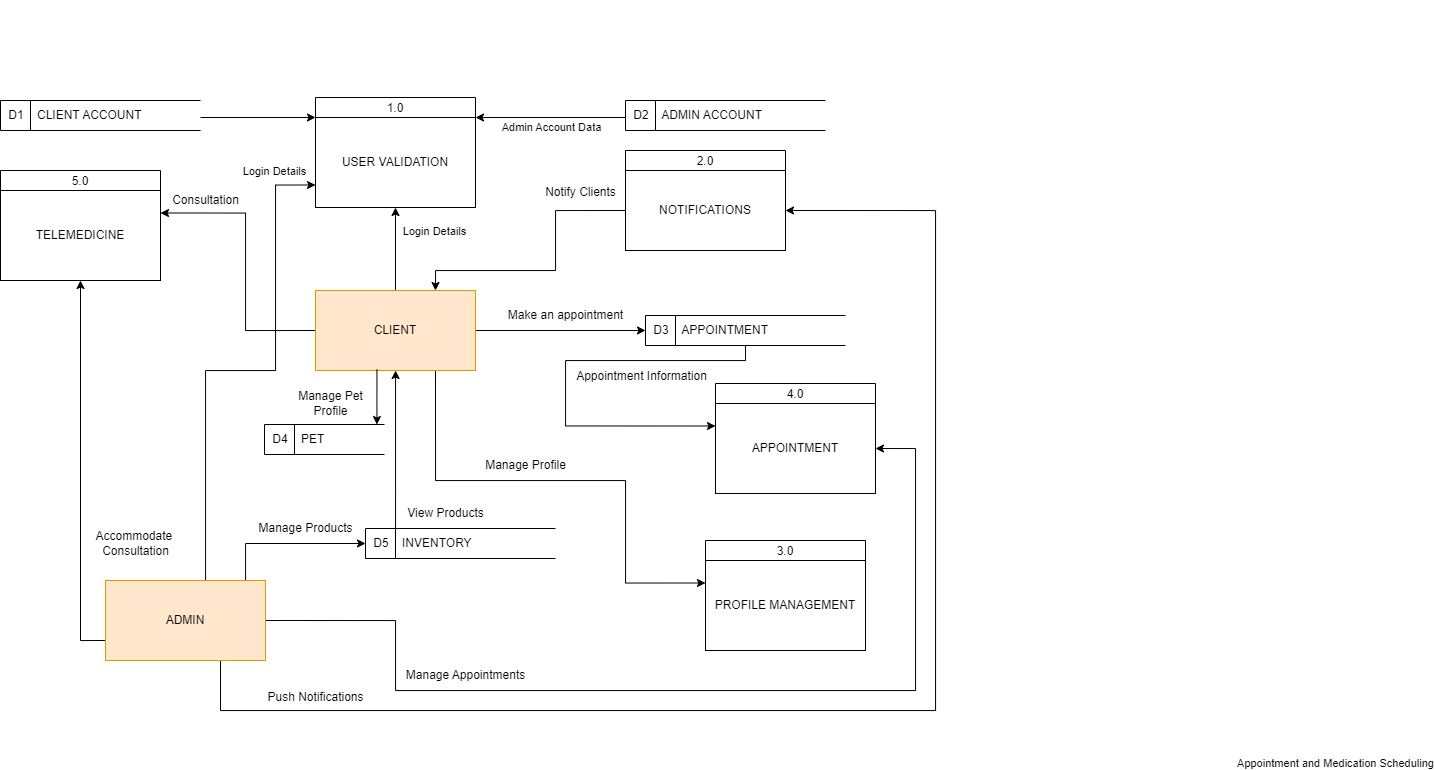 D1 CLIENT ACCOUNT
1.0
USER VALIDATION
D2 ADMIN ACCOUNT
Admin Account Data
5.0
TELEMEDICINE
Login Details
Consultation
2.0
NOTIFICATIONS
Notify Clients
Login Details
CLIENT
Make an appointment
D3 APPOINTMENT
Appointment Information
4.0
APPOINTMENT
Manage Pet
Profile
D4 PET
Manage Profile
View Products
Manage Products
D5 INVENTORY
Accommodate
Consultation
3.0
PROFILE MANAGEMENT
ADMIN
Manage Appointments
Push Notifications
Appointment and Medication Scheduling